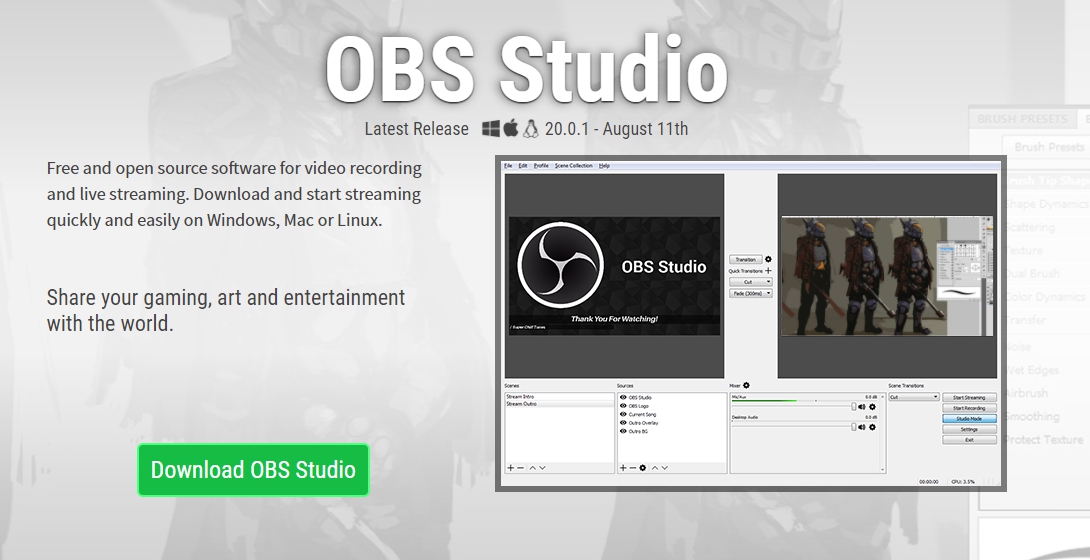 OBS Studio
Latest Release 20.0.1 - August 11th
Free and open source software for video recording
and live streaming. Download and start streaming
quickly and easily on Windows, Mac or Linux.
Share your gaming, art and entertainment
with the world.
Download OBS Studio
File Edit Profile Scene Collection Help
OBS Studio
Thank You For Watching!
/ Super Chill Tunes
Transition
Quick Transitions +
Cut
Fade (300ms)
Scenes
Stream Intro
Stream Outro
Sources
OBS Studio
OBS Logo
Current Song
Outro Overlay
Outro BG
Mixer
Mic/Aux 0.0 dB
Desktop Audio 0.0 dB
Scene Transitions
Cut
Start Streaming
Start Recording
Studio Mode
Settings
Exit
00:00:00 CPU: 3.5%
BRUSH PRESETS
Brush Presets
Brush Tip Shape
Shape Dynamics
Scattering
Texture
Dual Brush
Color Dynamics
Transfer
Noise
Wet Edges
Airbrush
Smoothing
Protect Texture